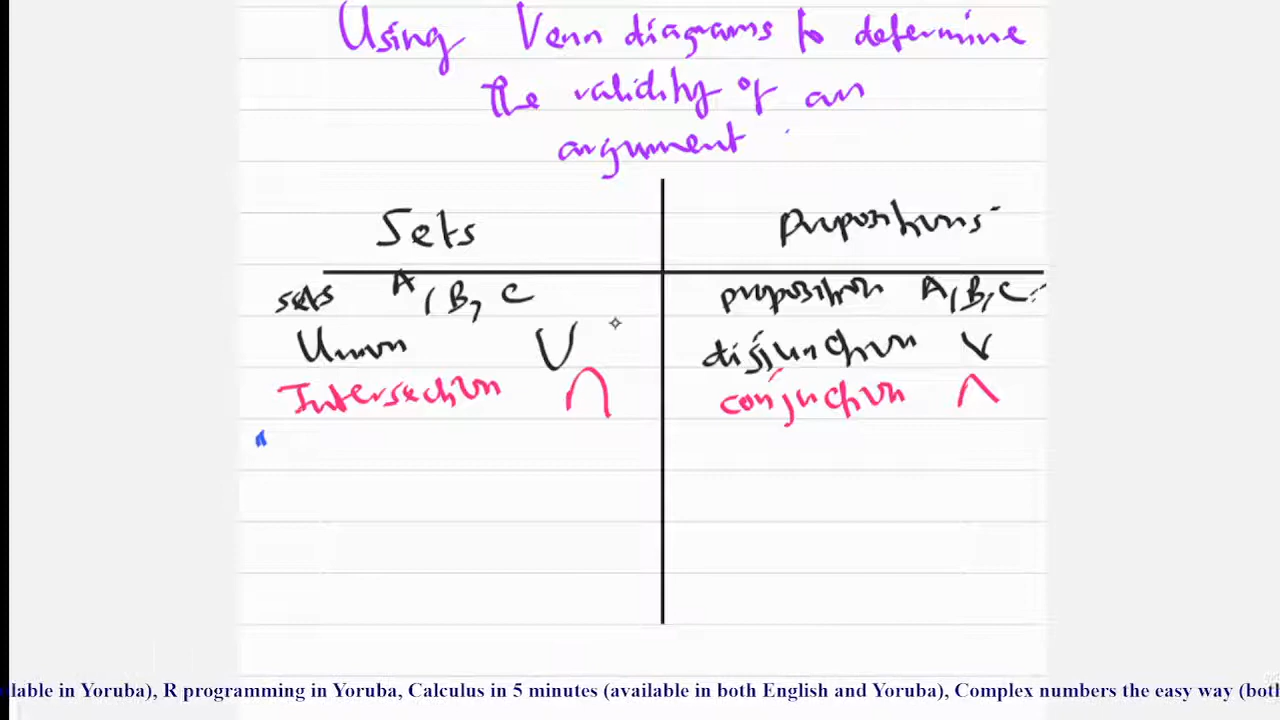 Using Venn diagrams to determine
the validity of an
argument
Sets
Propositions
sets A, B, C
proposition A, B, C
Union ∪
disjunction ∨
Intersection ∩
conjunction ∧
ilable in Yoruba), R programming in Yoruba, Calculus in 5 minutes (available in both English and Yoruba), Complex numbers the easy way (both